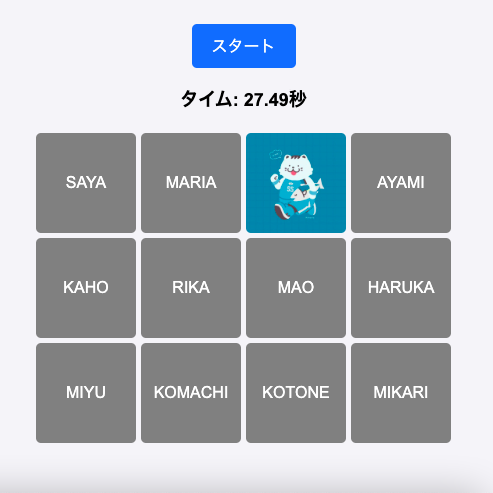 スタート
タイム: 27.49秒
SAYA MARIA AYAMI
KAHO RIKA MAO HARUKA
MIYU KOMACHI KOTONE MIKARI